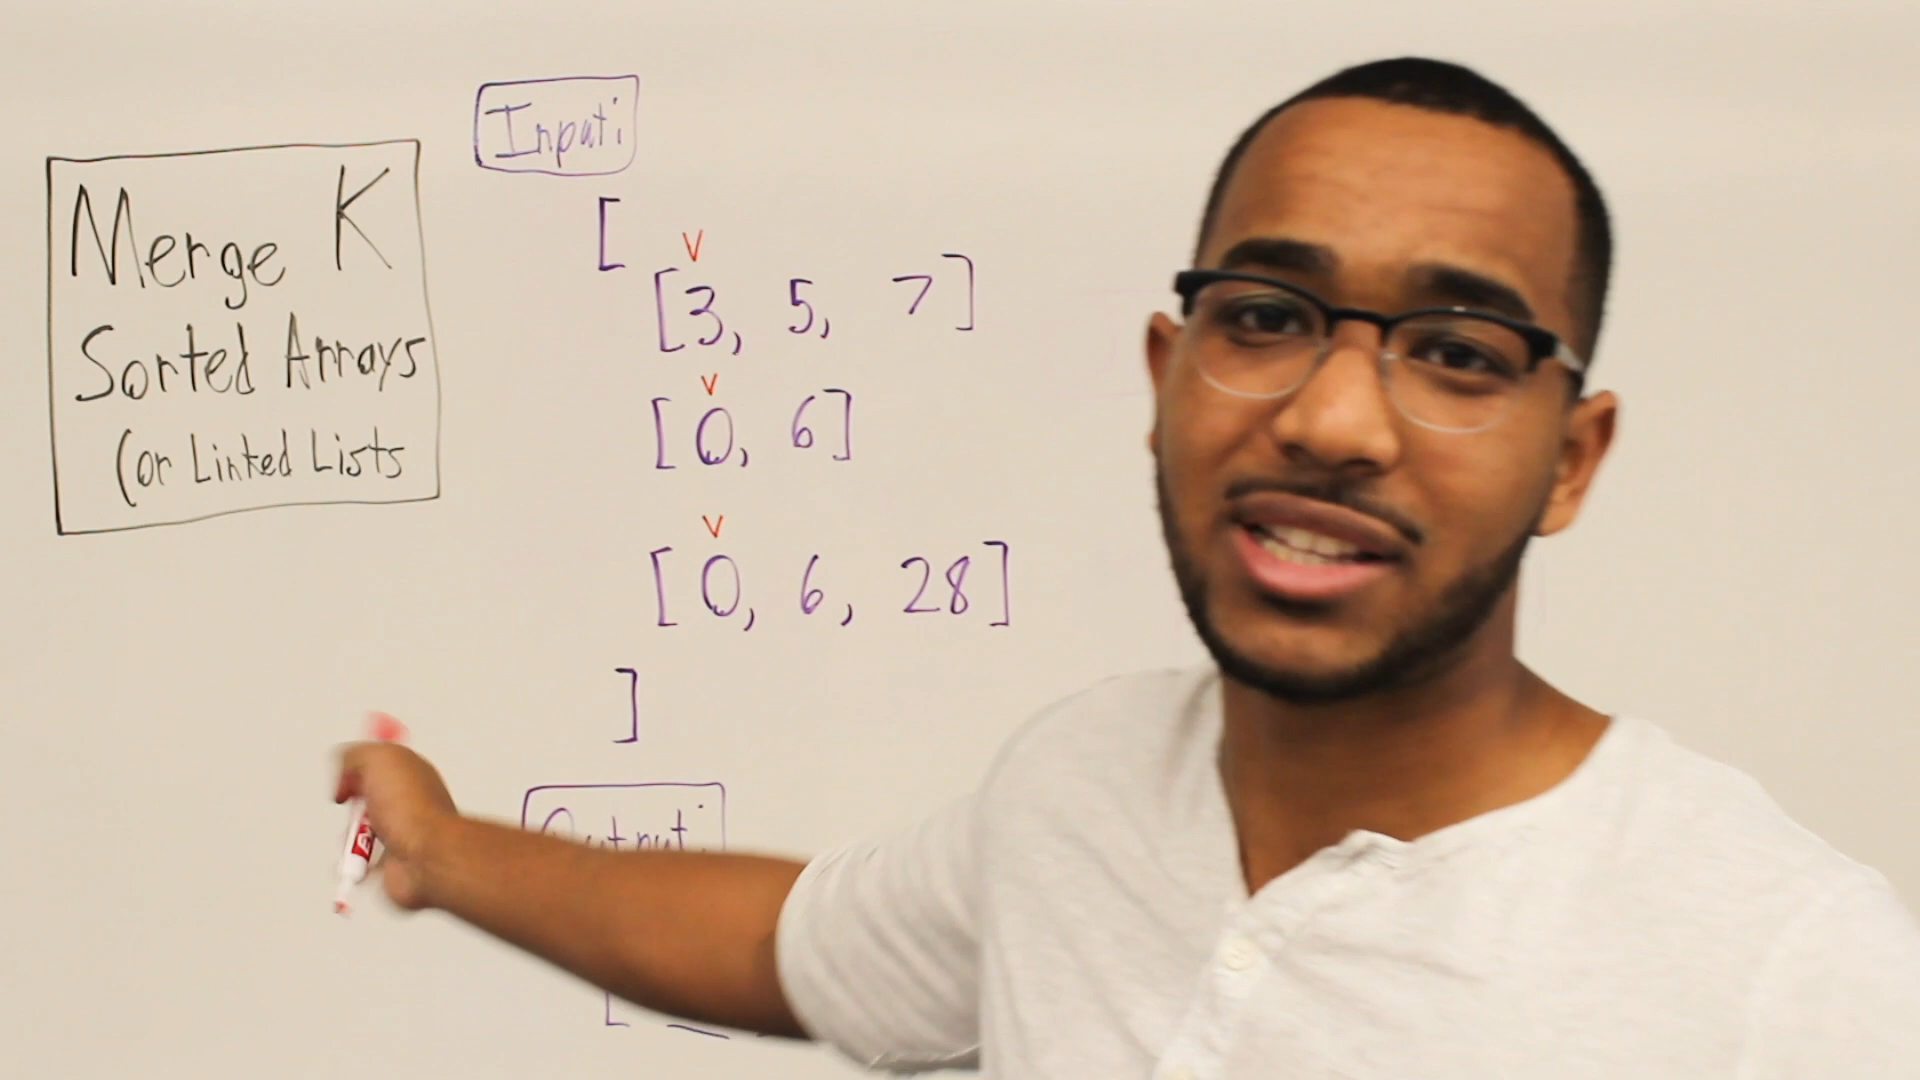 Merge K
Sorted Arrays
(or Linked Lists
Input:
[
v
[3, 5, 7]
v
[0, 6]
v
[0, 6, 28]
]
Output:
[